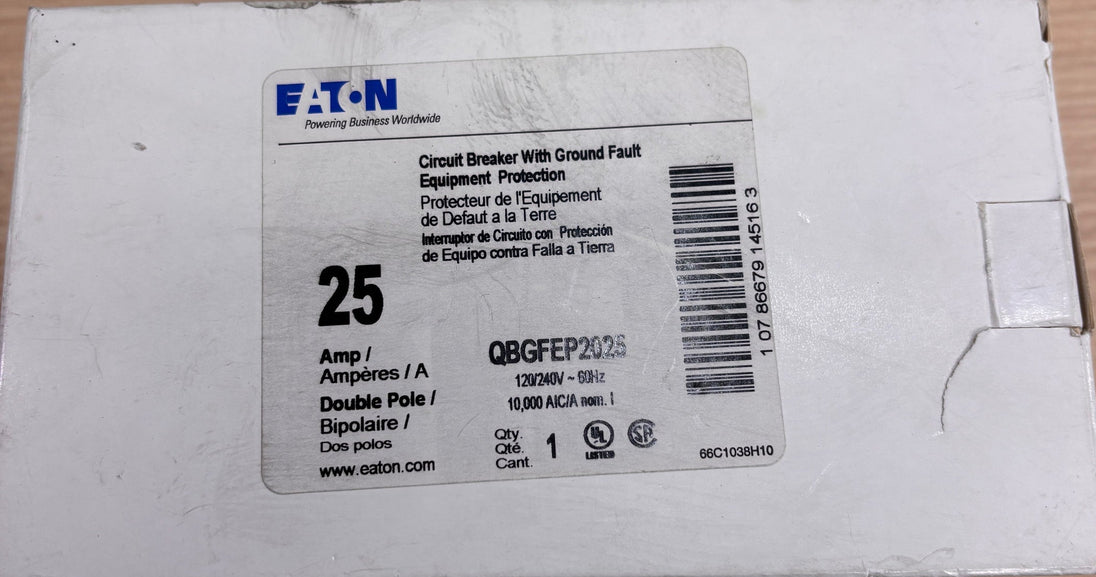 EATON
Powering Business Worldwide
Circuit Breaker With Ground Fault
Equipment Protection
Protecteur de l'Equipement
de Defaut a la Terre
Interruptor de Circuito con Protección
de Equipo contra Falla a Tierra
25
Amp /
Ampères / A
Double Pole /
Bipolaire /
Dos polos
www.eaton.com
QBGFEP2025
120/240V ~ 60Hz
10,000 AIC/A nom. I
Qty.
Qté.
Cant.
1
UL
LISTED
SA
66C1038H10
1 07 86679 14516 3